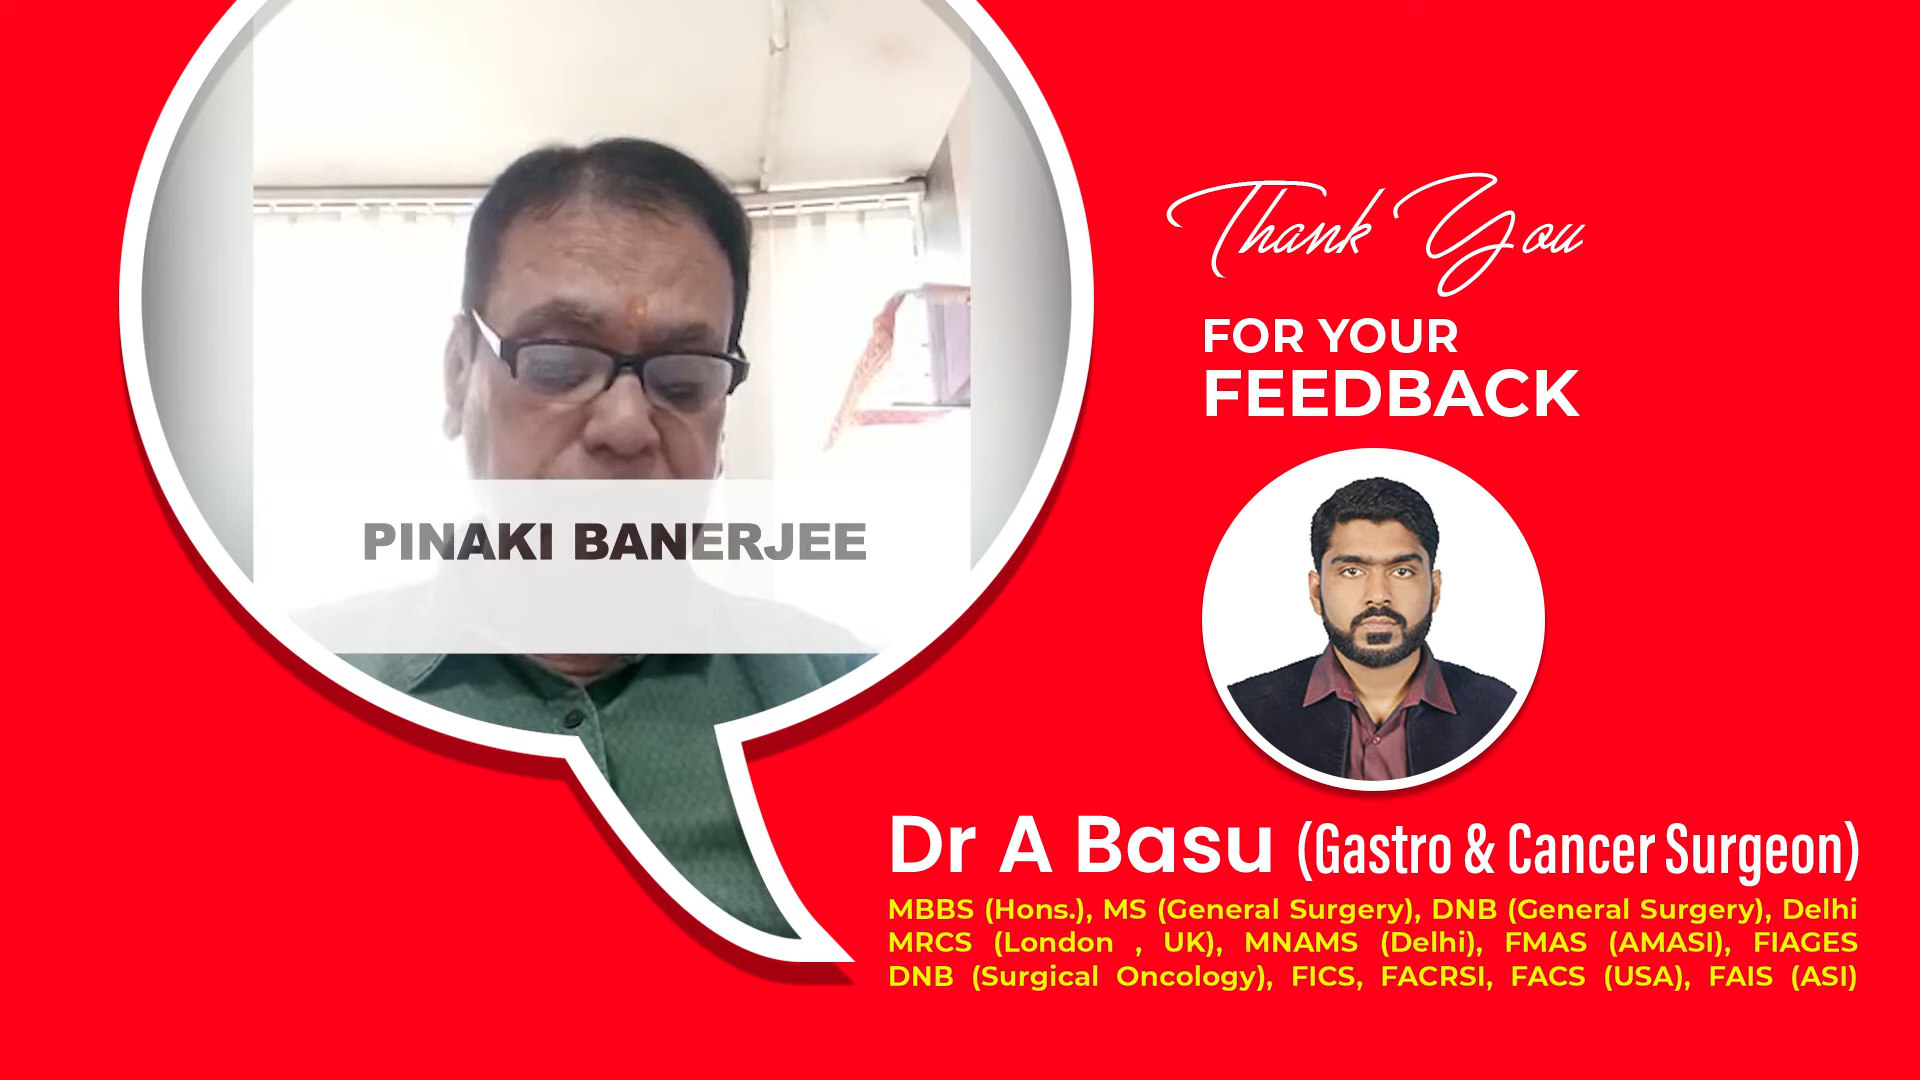 PINAKI BANERJEE
Thank You
FOR YOUR
FEEDBACK
Dr A Basu (Gastro & Cancer Surgeon)
MBBS (Hons.), MS (General Surgery), DNB (General Surgery), Delhi
MRCS (London , UK), MNAMS (Delhi), FMAS (AMASI), FIAGES
DNB (Surgical Oncology), FICS, FACRSI, FACS (USA), FAIS (ASI)